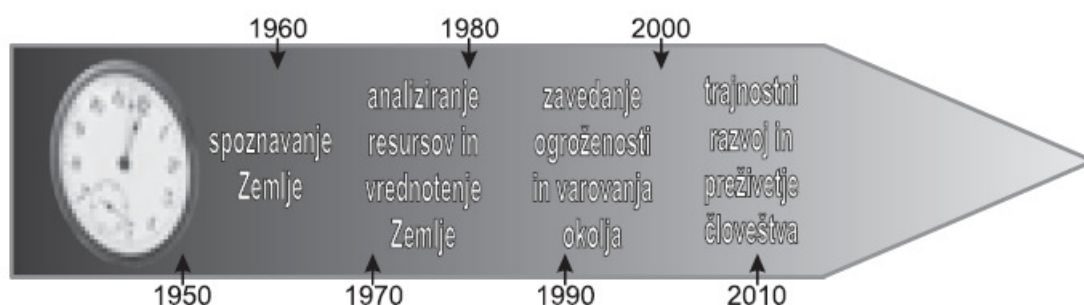 1960
1980
2000
spoznavanje
Zemlje
analiziranje
resursov in
vrednotenje
Zemlje
zavedanje
ogroženosti
in varovanja
okolja
trajnostni
razvoj in
preživetje
človeštva
1950
1970
1990
2010